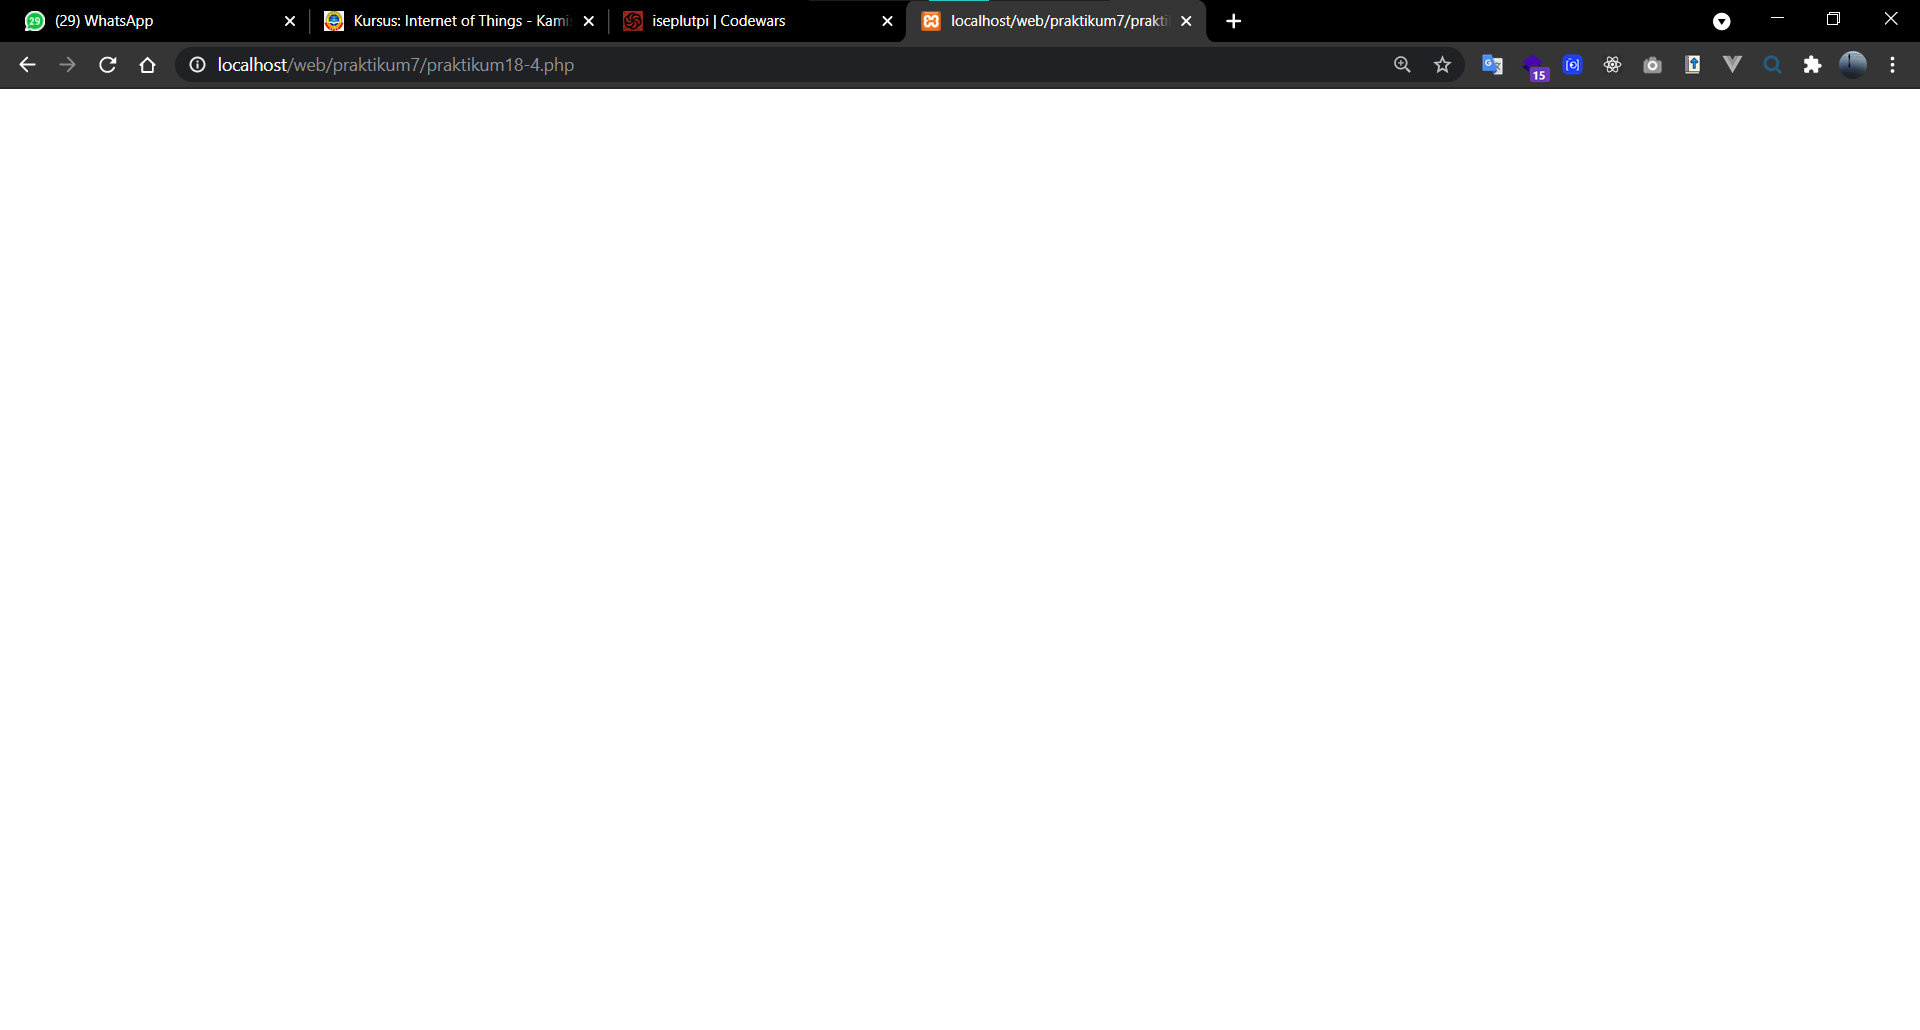 29 (29) WhatsApp
Kursus: Internet of Things - Kami
iseplutpi | Codewars
localhost/web/praktikum7/prakti
localhost/web/praktikum7/praktikum18-4.php
15